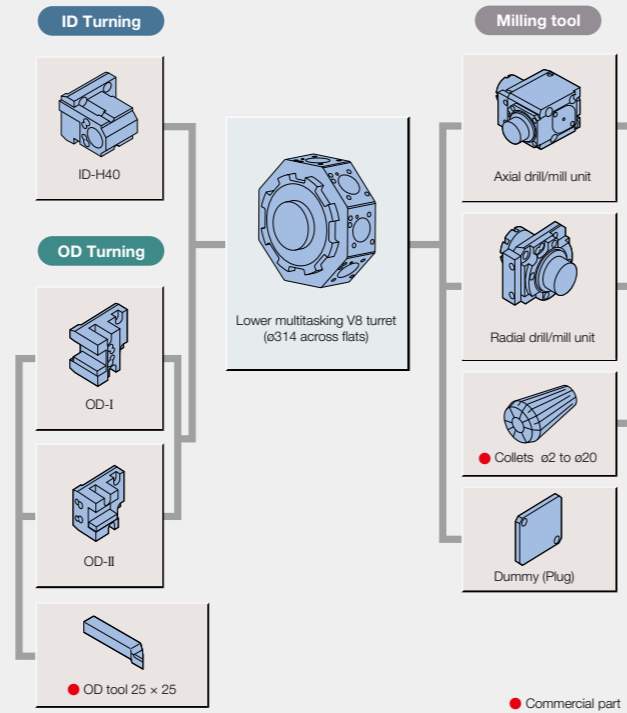 ID Turning
ID-H40
OD Turning
OD-I
OD-II
● OD tool 25 × 25
Lower multitasking V8 turret
(ø314 across flats)
Milling tool
Axial drill/mill unit
Radial drill/mill unit
● Collets ø2 to ø20
Dummy (Plug)
● Commercial part